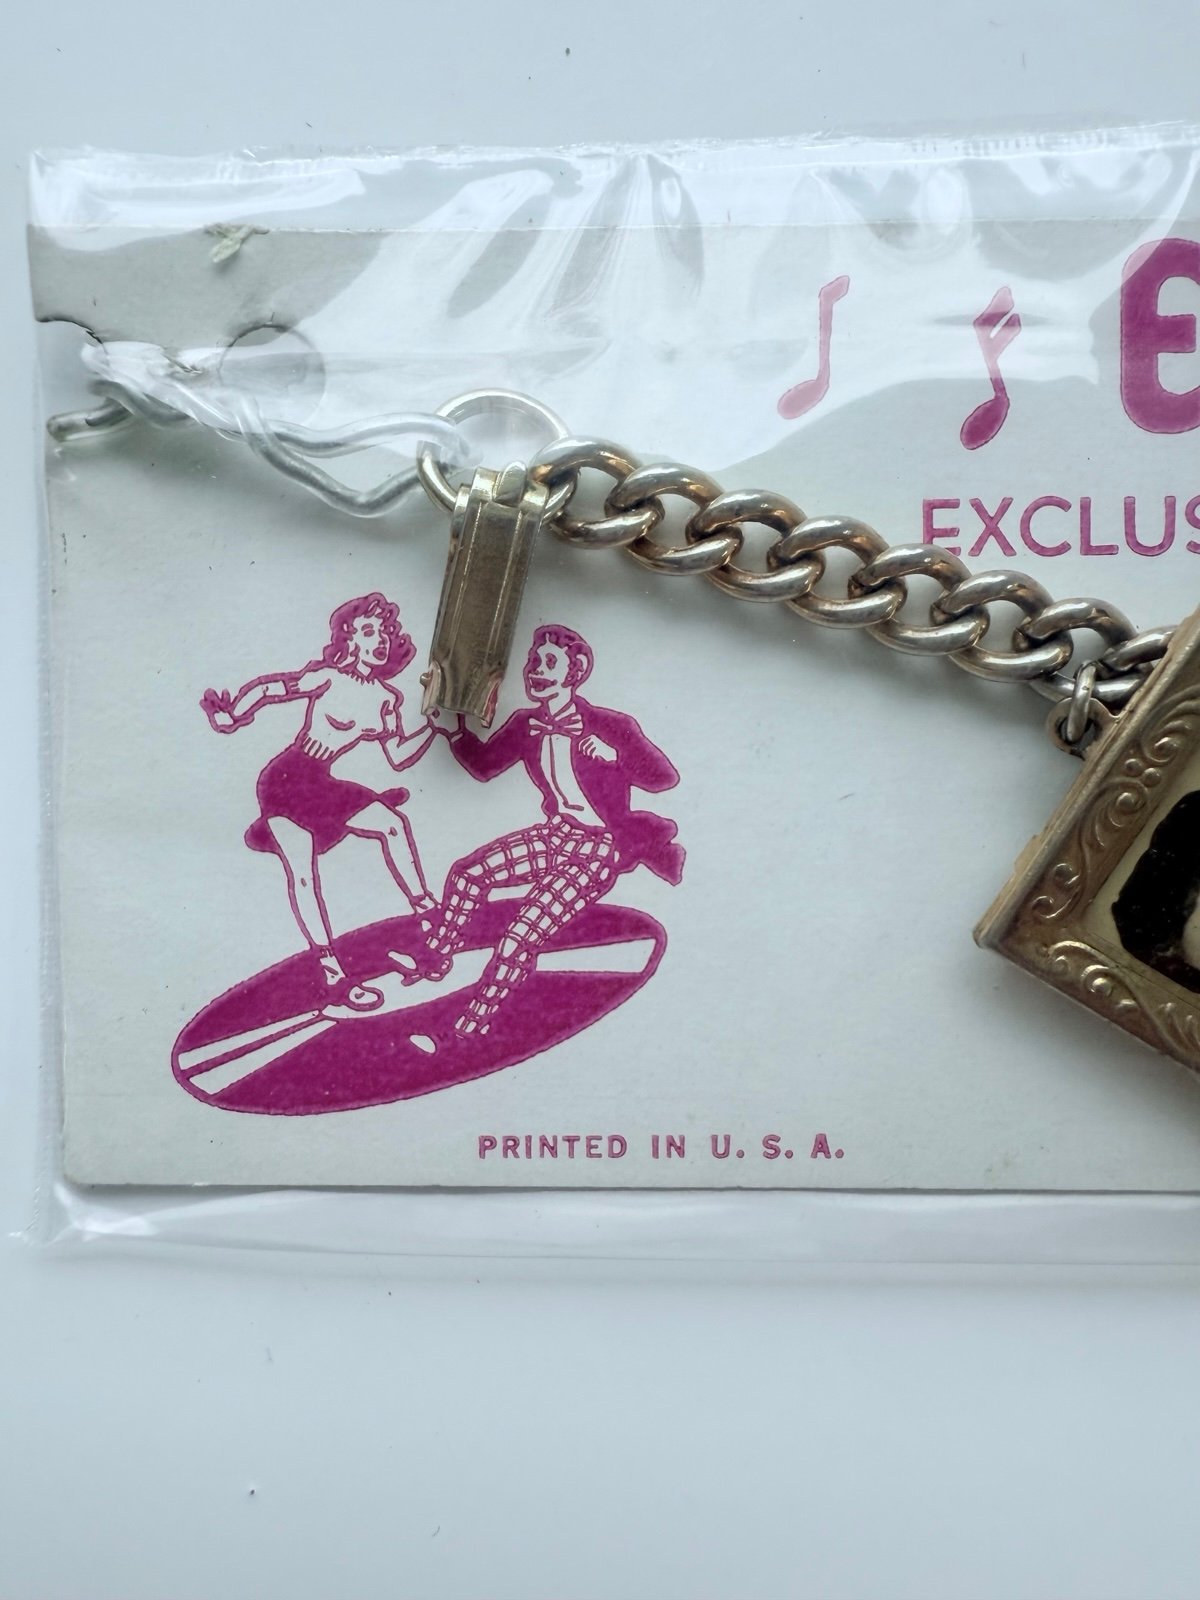 E
EXCLUS
PRINTED IN U. S. A.